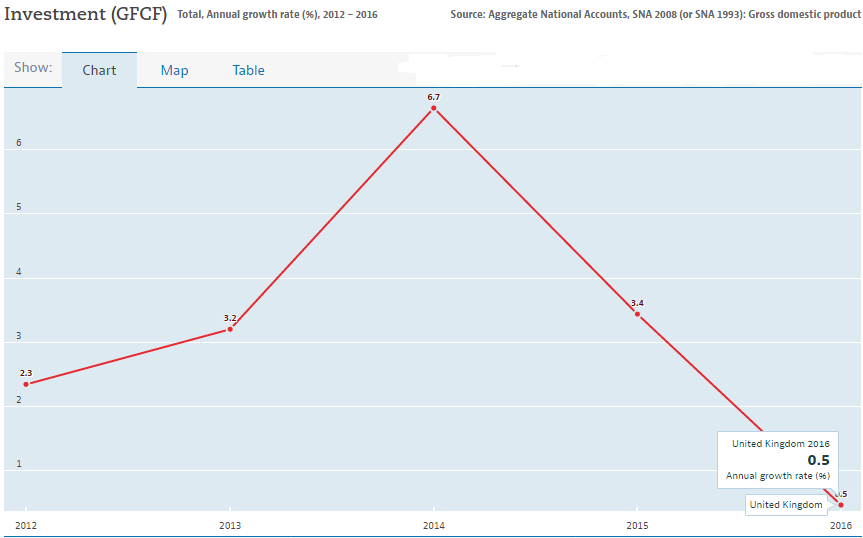 Investment (GFCF) Total, Annual growth rate (%), 2012 – 2016 Source: Aggregate National Accounts, SNA 2008 (or SNA 1993): Gross domestic product
Show: Chart Map Table
6.7
6
5
4
3.4
3.2
3
2.3
2
United Kingdom 2016
1
0.5
Annual growth rate (%)
United Kingdom
2012 2013 2014 2015 2016